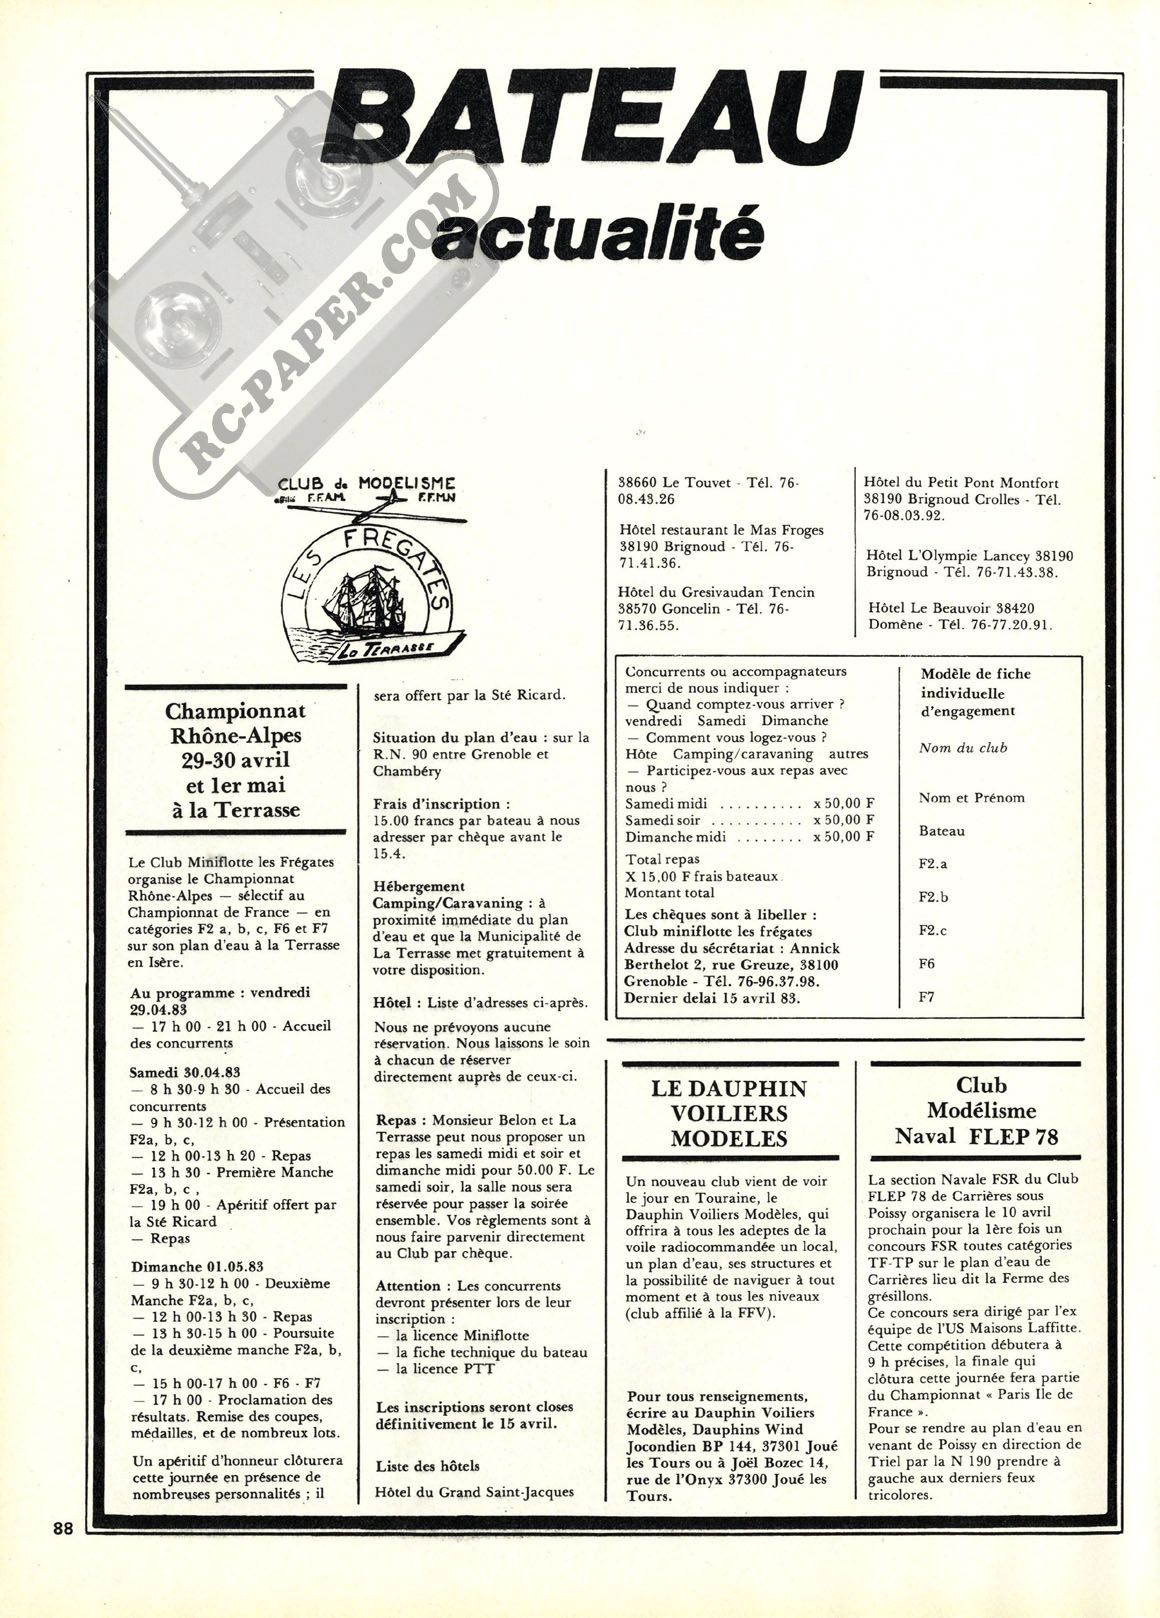 BATEAU
actualité
RC-PAPER.COM
CLUB de MODELISME
affilié F.F.A.M. F.F.M.N
LES FREGATES
La TERRASSE
Championnat
Rhône-Alpes
29-30 avril
et 1er mai
à la Terrasse
Le Club Miniflotte les Frégates
organise le Championnat
Rhône-Alpes — sélectif au
Championnat de France — en
catégories F2 a, b, c, F6 et F7
sur son plan d'eau à la Terrasse
en Isère.
Au programme : vendredi
29.04.83
— 17 h 00 - 21 h 00 - Accueil
des concurrents
Samedi 30.04.83
— 8 h 30-9 h 30 - Accueil des
concurrents
— 9 h 30-12 h 00 - Présentation
F2a, b, c,
— 12 h 00-13 h 20 - Repas
— 13 h 30 - Première Manche
F2a, b, c ,
— 19 h 00 - Apéritif offert par
la Sté Ricard
— Repas
Dimanche 01.05.83
— 9 h 30-12 h 00 - Deuxième
Manche F2a, b, c,
— 12 h 00-13 h 30 - Repas
— 13 h 30-15 h 00 - Poursuite
de la deuxième manche F2a, b,
c,
— 15 h 00-17 h 00 - F6 - F7
— 17 h 00 - Proclamation des
résultats. Remise des coupes,
médailles, et de nombreux lots.
Un apéritif d'honneur clôturera
cette journée en présence de
nombreuses personnalités ; il
sera offert par la Sté Ricard.
Situation du plan d'eau : sur la
R.N. 90 entre Grenoble et
Chambéry
Frais d'inscription :
15.00 francs par bateau à nous
adresser par chèque avant le
15.4.
Hébergement
Camping/Caravaning : à
proximité immédiate du plan
d'eau et que la Municipalité de
La Terrasse met gratuitement à
votre disposition.
Hôtel : Liste d'adresses ci-après.
Nous ne prévoyons aucune
réservation. Nous laissons le soin
à chacun de réserver
directement auprès de ceux-ci.
Repas : Monsieur Belon et La
Terrasse peut nous proposer un
repas les samedi midi et soir et
dimanche midi pour 50.00 F. Le
samedi soir, la salle nous sera
réservée pour passer la soirée
ensemble. Vos règlements sont à
nous faire parvenir directement
au Club par chèque.
Attention : Les concurrents
devront présenter lors de leur
inscription :
— la licence Miniflotte
— la fiche technique du bateau
— la licence PTT
Les inscriptions seront closes
définitivement le 15 avril.
Liste des hôtels
Hôtel du Grand Saint-Jacques
38660 Le Touvet - Tél. 76-
08.43.26
Hôtel restaurant le Mas Froges
38190 Brignoud - Tél. 76-
71.41.36.
Hôtel du Gresivaudan Tencin
38570 Goncelin - Tél. 76-
71.36.55.
Hôtel du Petit Pont Montfort
38190 Brignoud Crolles - Tél.
76-08.03.92.
Hôtel L'Olympie Lancey 38190
Brignoud - Tél. 76-71.43.38.
Hôtel Le Beauvoir 38420
Domène - Tél. 76-77.20.91.
Concurrents ou accompagnateurs
merci de nous indiquer :
— Quand comptez-vous arriver ?
vendredi Samedi Dimanche
— Comment vous logez-vous ?
Hôte Camping/caravaning autres
— Participez-vous aux repas avec
nous ?
Samedi midi .......... x 50,00 F
Samedi soir ........... x 50,00 F
Dimanche midi ........ x 50,00 F
Total repas
X 15,00 F frais bateaux
Montant total
Les chèques sont à libeller :
Club miniflotte les frégates
Adresse du sécrétariat : Annick
Berthelot 2, rue Greuze, 38100
Grenoble - Tél. 76-96.37.98.
Dernier delai 15 avril 83.
Modèle de fiche
individuelle
d'engagement
Nom du club
Nom et Prénom
Bateau
F2.a
F2.b
F2.c
F6
F7
LE DAUPHIN
VOILIERS
MODELES
Un nouveau club vient de voir
le jour en Touraine, le
Dauphin Voiliers Modèles, qui
offrira à tous les adeptes de la
voile radiocommandée un local,
un plan d'eau, ses structures et
la possibilité de naviguer à tout
moment et à tous les niveaux
(club affilié à la FFV).
Pour tous renseignements,
écrire au Dauphin Voiliers
Modèles, Dauphins Wind
Jocondien BP 144, 37301 Joué
les Tours ou à Joël Bozec 14,
rue de l'Onyx 37300 Joué les
Tours.
Club
Modélisme
Naval FLEP 78
La section Navale FSR du Club
FLEP 78 de Carrières sous
Poissy organisera le 10 avril
prochain pour la 1ère fois un
concours FSR toutes catégories
TF-TP sur le plan d'eau de
Carrières lieu dit la Ferme des
grésillons.
Ce concours sera dirigé par l'ex
équipe de l'US Maisons Laffitte.
Cette compétition débutera à
9 h précises, la finale qui
clôtura cette journée fera partie
du Championnat « Paris Ile de
France ».
Pour se rendre au plan d'eau en
venant de Poissy en direction de
Triel par la N 190 prendre à
gauche aux derniers feux
tricolores.
88